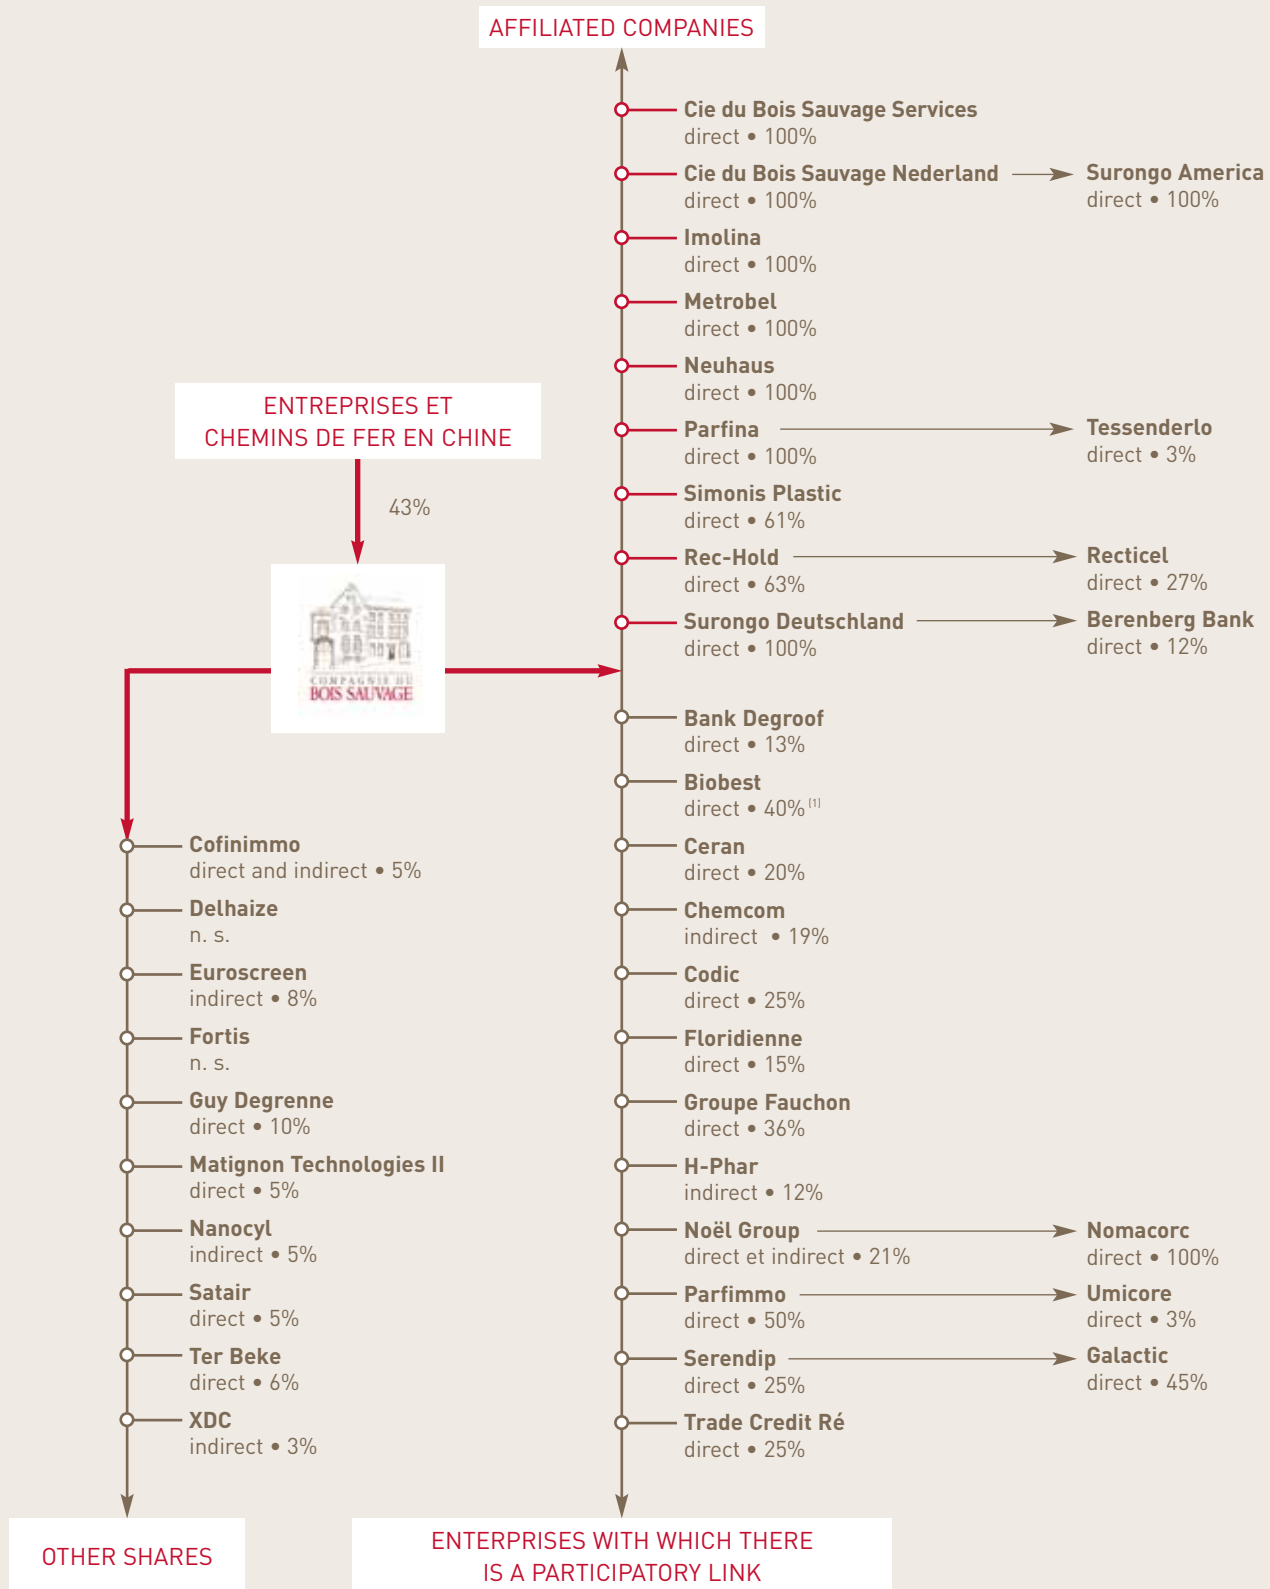 AFFILIATED COMPANIES
Cie du Bois Sauvage Services
direct • 100%
Cie du Bois Sauvage Nederland
direct • 100%
Surongo America
direct • 100%
Imolina
direct • 100%
Metrobel
direct • 100%
Neuhaus
direct • 100%
Parfina
direct • 100%
Tessenderlo
direct • 3%
Simonis Plastic
direct • 61%
Rec-Hold
direct • 63%
Recticel
direct • 27%
Surongo Deutschland
direct • 100%
Berenberg Bank
direct • 12%
ENTREPRISES ET
CHEMINS DE FER EN CHINE
43%
COMPAGNIE DU
BOIS SAUVAGE
Bank Degroof
direct • 13%
Biobest
direct • 40% (1)
Ceran
direct • 20%
Chemcom
indirect • 19%
Codic
direct • 25%
Floridienne
direct • 15%
Groupe Fauchon
direct • 36%
H-Phar
indirect • 12%
Noël Group
direct et indirect • 21%
Nomacorc
direct • 100%
Parfimmo
direct • 50%
Umicore
direct • 3%
Serendip
direct • 25%
Galactic
direct • 45%
Trade Credit Ré
direct • 25%
ENTERPRISES WITH WHICH THERE
IS A PARTICIPATORY LINK
Cofinimmo
direct and indirect • 5%
Delhaize
n. s.
Euroscreen
indirect • 8%
Fortis
n. s.
Guy Degrenne
direct • 10%
Matignon Technologies II
direct • 5%
Nanocyl
indirect • 5%
Satair
direct • 5%
Ter Beke
direct • 6%
XDC
indirect • 3%
OTHER SHARES